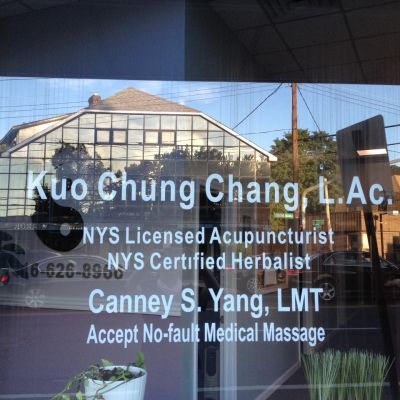 Kuo Chung Chang, L.Ac.
NYS Licensed Acupuncturist
NYS Certified Herbalist
Canney S. Yang, LMT
Accept No-fault Medical Massage